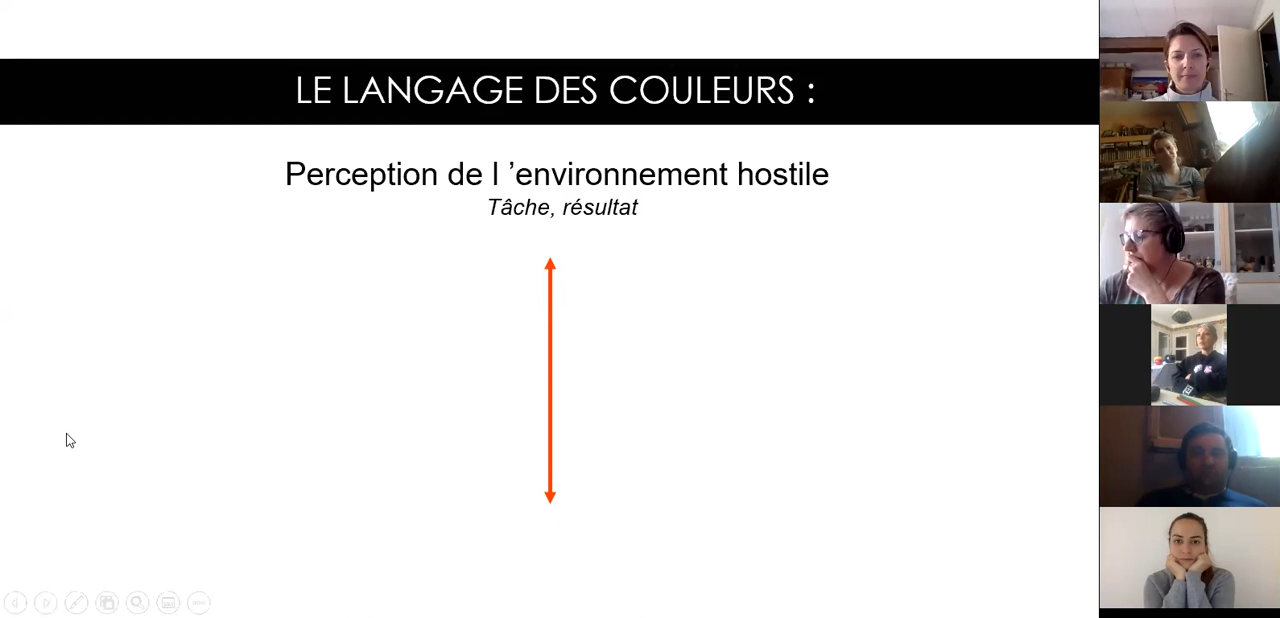 LE LANGAGE DES COULEURS :
Perception de l ’environnement hostile
Tâche, résultat